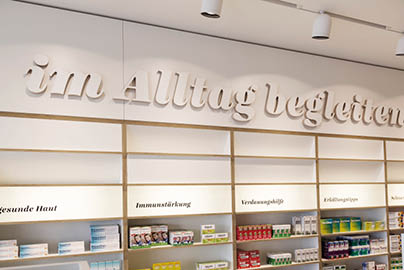 im Alltag begleiten.
gesunde Haut
Immunstärkung
Verdauungshilfe
Erkältungstipps